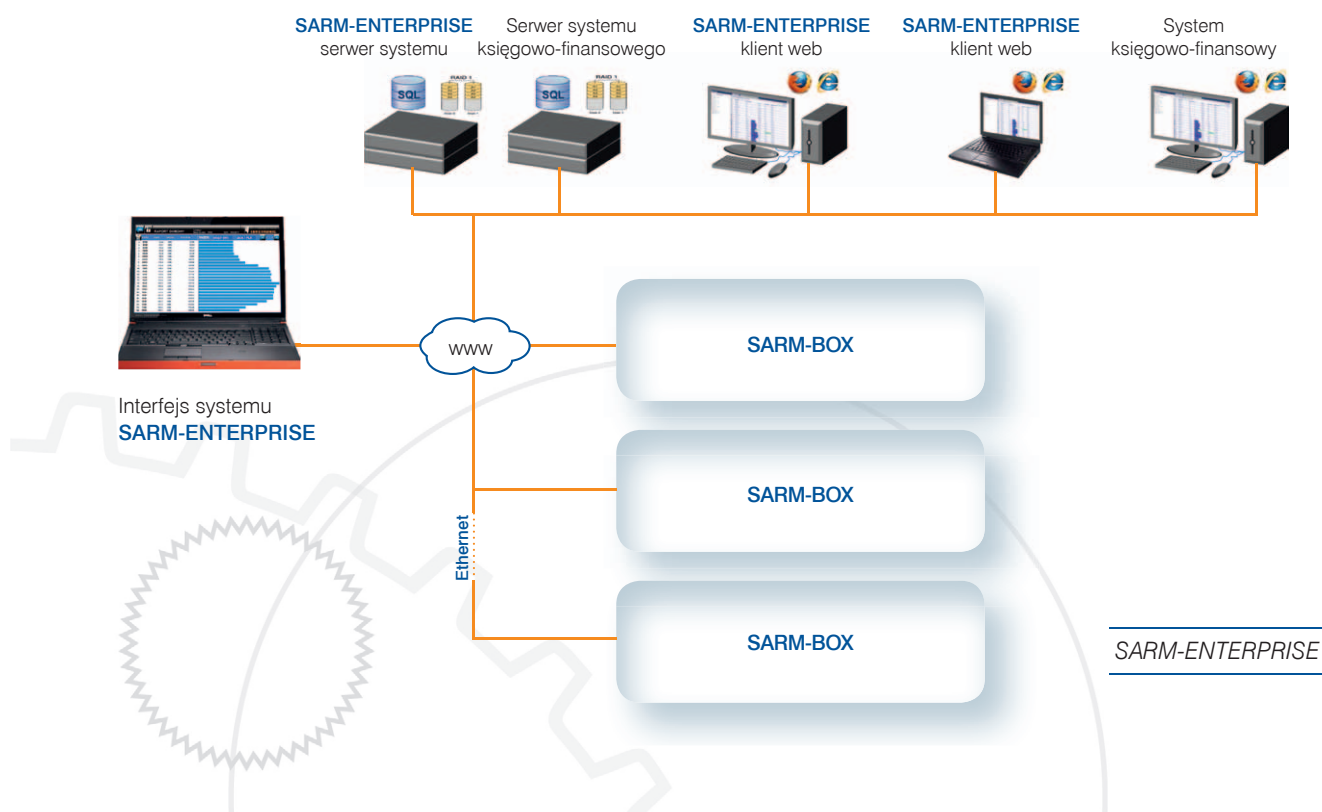 SARM-ENTERPRISE
serwer systemu
Serwer systemu
księgowo-finansowego
SARM-ENTERPRISE
klient web
SARM-ENTERPRISE
klient web
System
księgowo-finansowy
RAID 1
SQL
RAID 1
SQL
www
Interfejs systemu
SARM-ENTERPRISE
SARM-BOX
SARM-BOX
Ethernet
SARM-BOX
SARM-ENTERPRISE